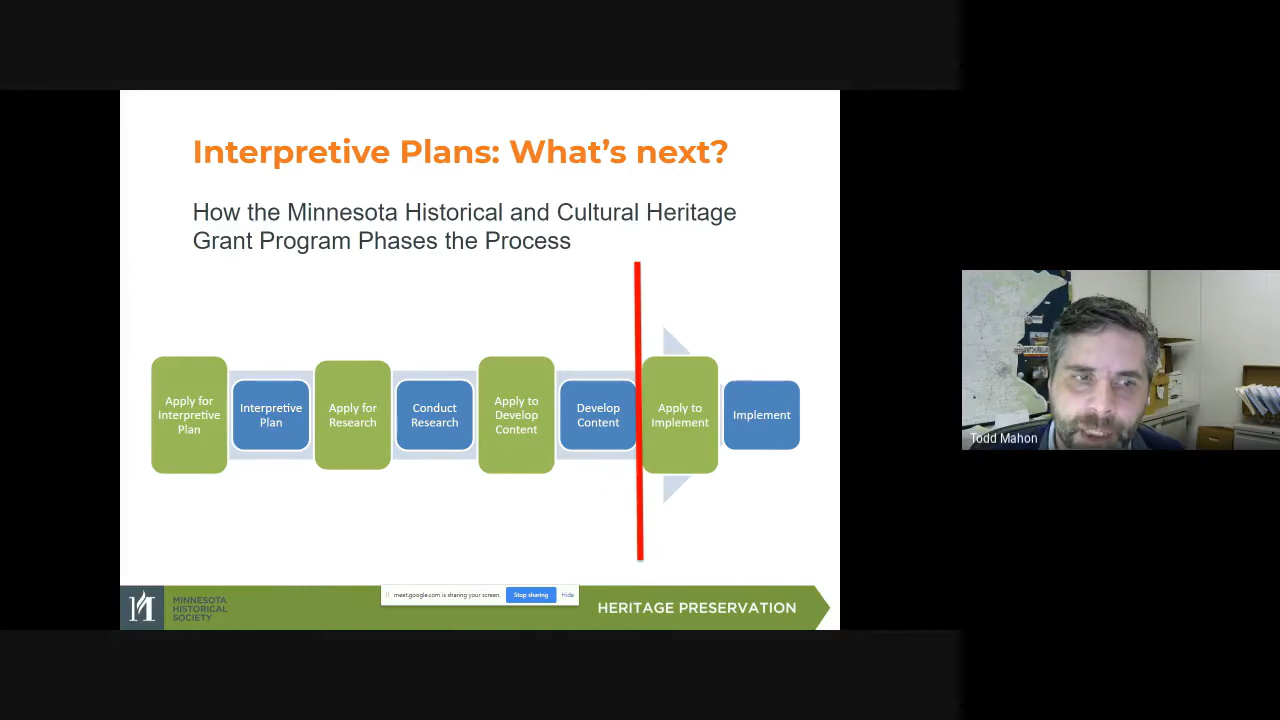 Interpretive Plans: What's next?
How the Minnesota Historical and Cultural Heritage
Grant Program Phases the Process
Apply for
Interpretive
Plan
Interpretive
Plan
Apply for
Research
Conduct
Research
Apply to
Develop
Content
Develop
Content
Apply to
Implement
Implement
Todd Mahon
MINNESOTA
HISTORICAL
SOCIETY
meet.google.com is sharing your screen.
Stop sharing
Hide
HERITAGE PRESERVATION